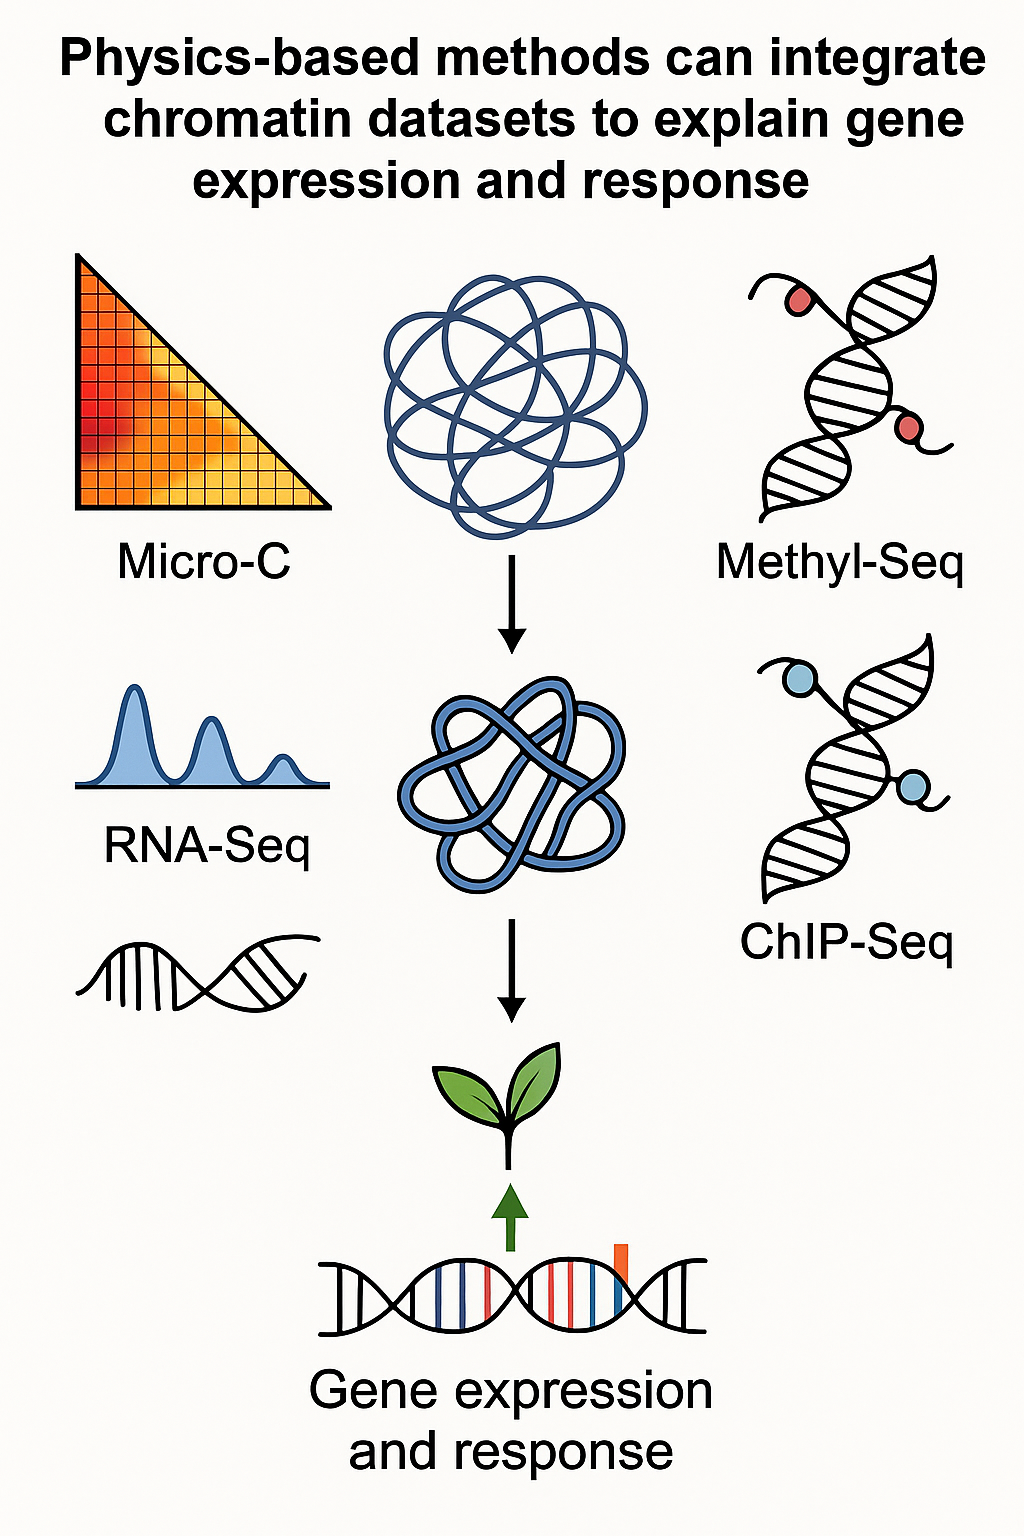 Physics-based methods can integrate
chromatin datasets to explain gene
expression and response
Micro-C
Methyl-Seq
RNA-Seq
ChIP-Seq
Gene expression
and response